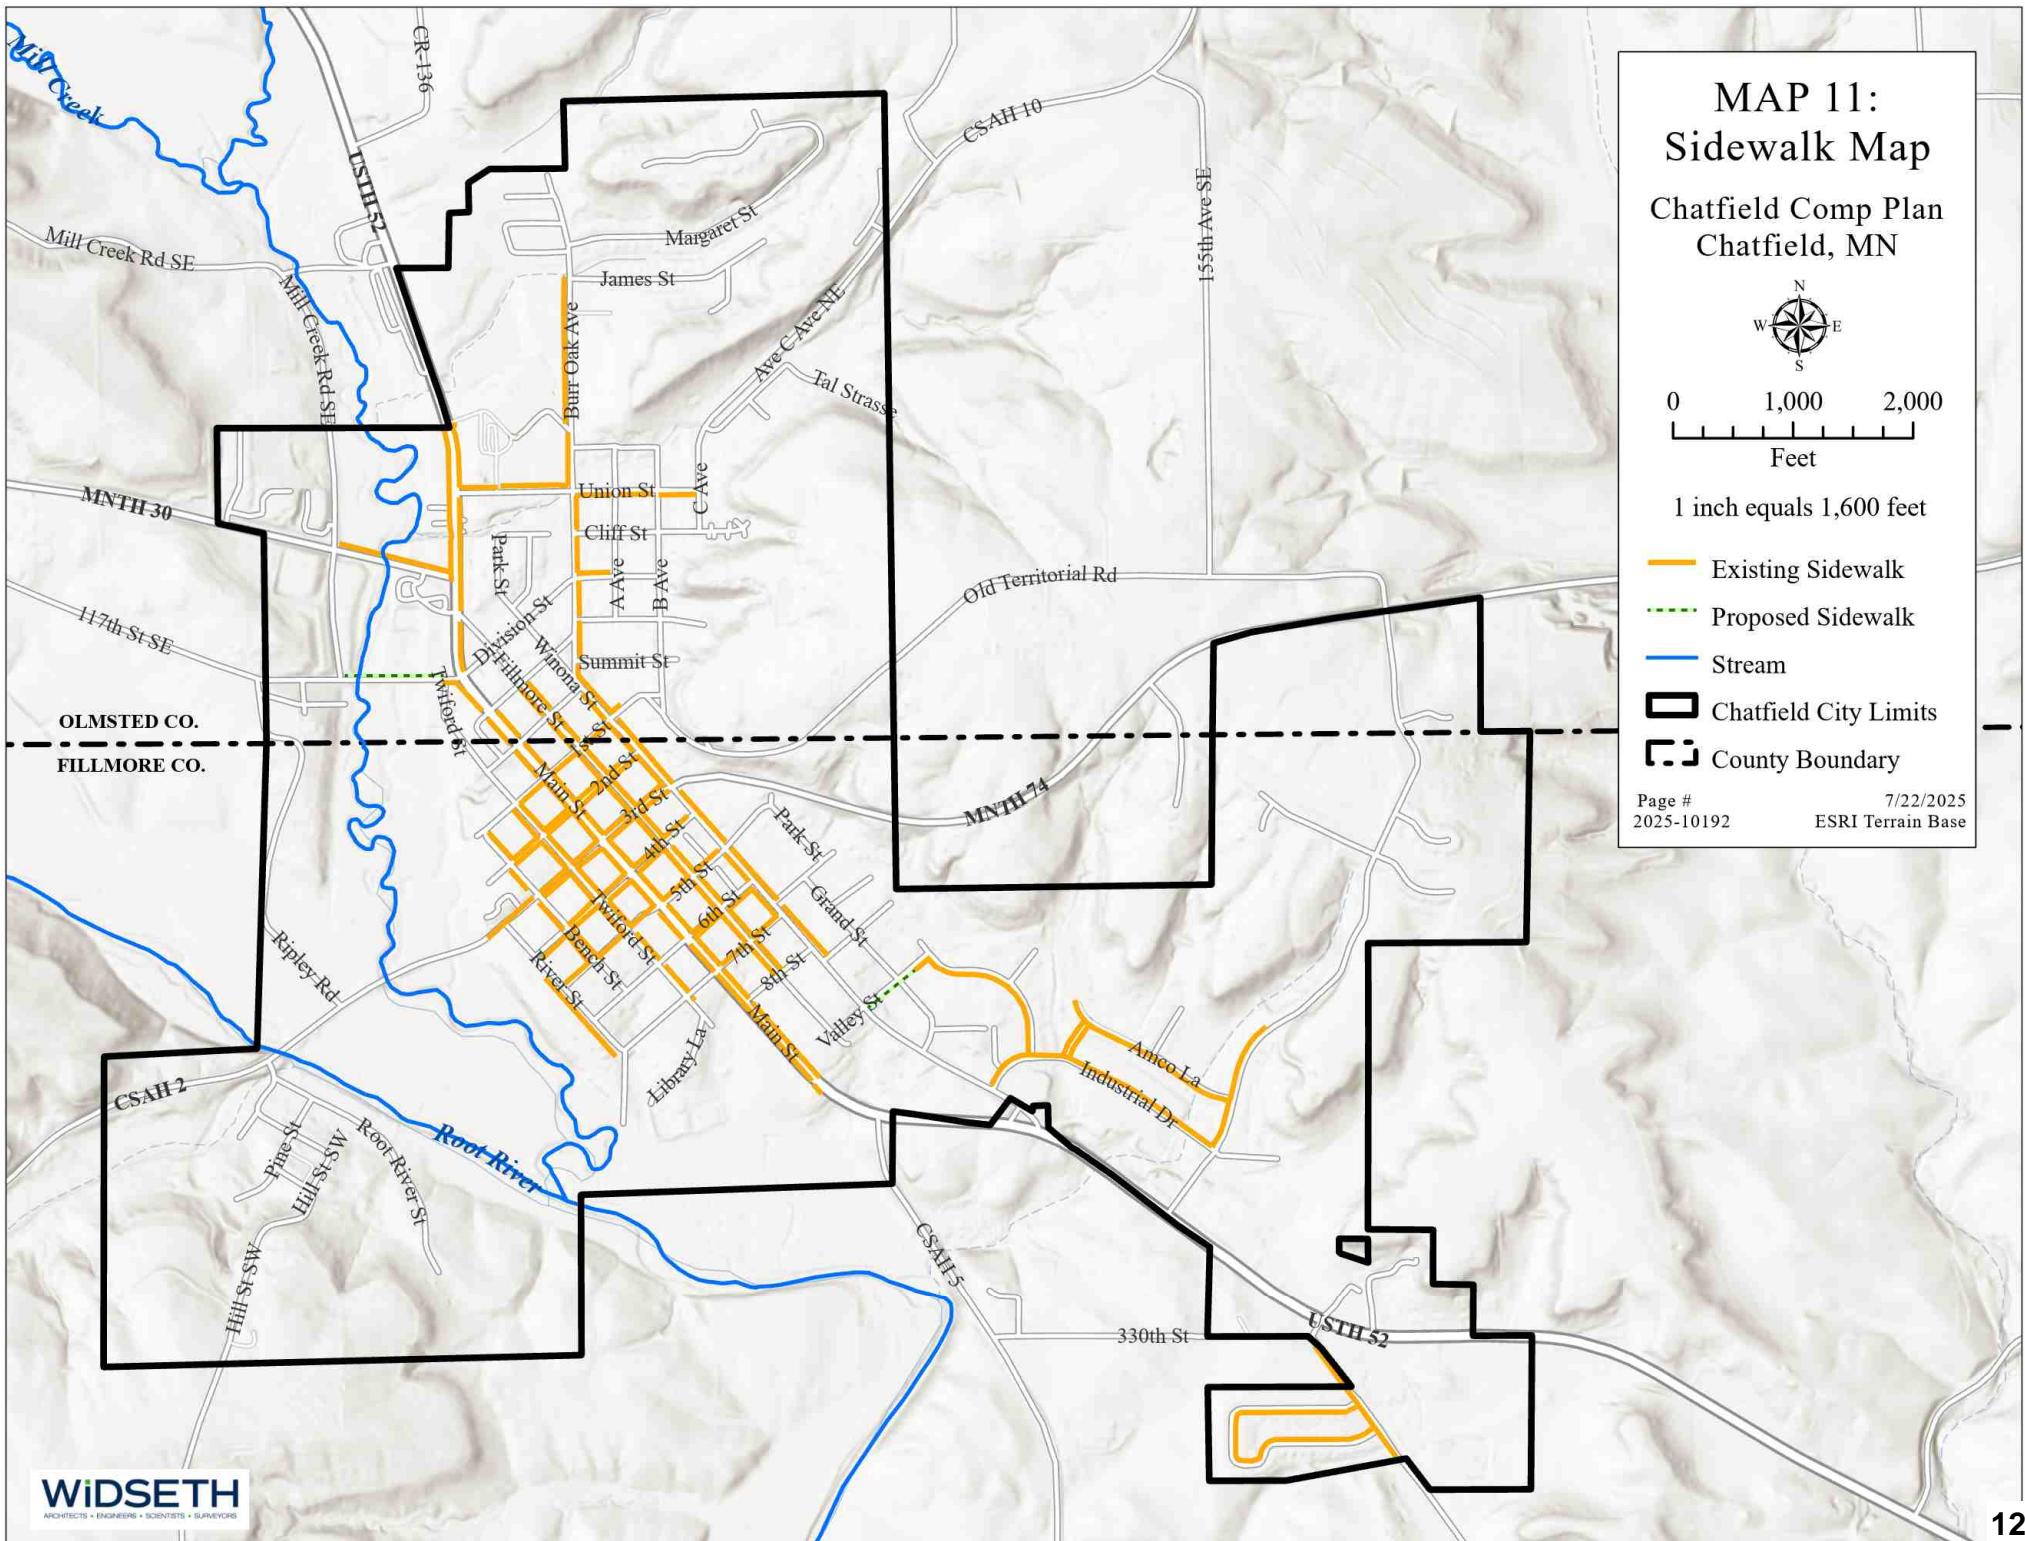 MAP 11:
Sidewalk Map
Chatfield Comp Plan
Chatfield, MN
N
W E
S
0 1,000 2,000
Feet
1 inch equals 1,600 feet
Existing Sidewalk
Proposed Sidewalk
Stream
Chatfield City Limits
County Boundary
Page # 7/22/2025
2025-10192 ESRI Terrain Base
Mill Creek
CR-136
USTH 52
CSAH 10
155th Ave SE
Mill Creek Rd SE
Mill Creek Rd SE
Margaret St
James St
Burr Oak Ave
Ave C Ave NE
Tal Strasse
MNTH 30
Union St
C Ave
Cliff St
Park St
A Ave
B Ave
Old Territorial Rd
117th St SE
Division St
Winona St
Fillmore St
Summit St
Twiford St
OLMSTED CO.
FILLMORE CO.
1st St
2nd St
Main St
3rd St
MNTH 74
4th St
Park St
5th St
6th St
Grand St
Twiford St
7th St
Bench St
8th St
River St
Ripley Rd
Valley St
Main St
Library La
Amco La
Industrial Dr
CSAH 2
Root River
Pine St
Hill St SW
Root River St
Hill St SW
CSAH 5
330th St
USTH 52
WiDSETH
ARCHITECTS • ENGINEERS • SCIENTISTS • SURVEYORS
12